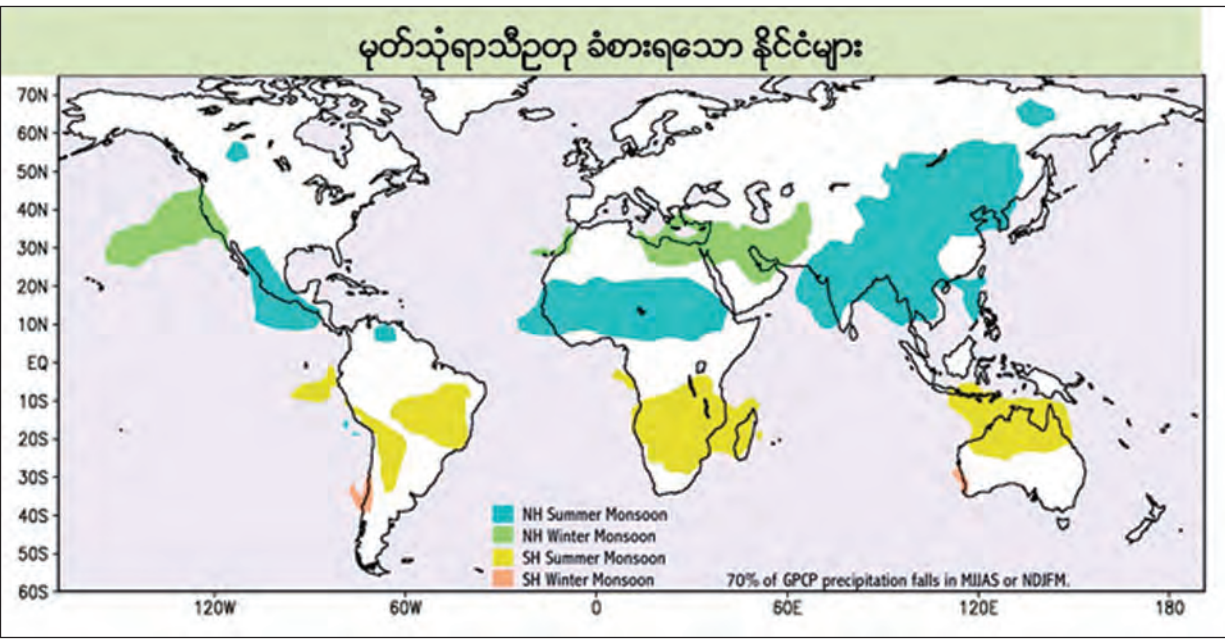 မုတ်သုံရာသီဥတု ခံစားရသော နိုင်ငံများ
70N
60N
50N
40N
30N
20N
10N
EQ
10S
20S
30S
40S
50S
60S
NH Summer Monsoon
NH Winter Monsoon
SH Summer Monsoon
SH Winter Monsoon
70% of GPCP precipitation falls in MJJAS or NDJFM.
120W
60W
0
60E
120E
180